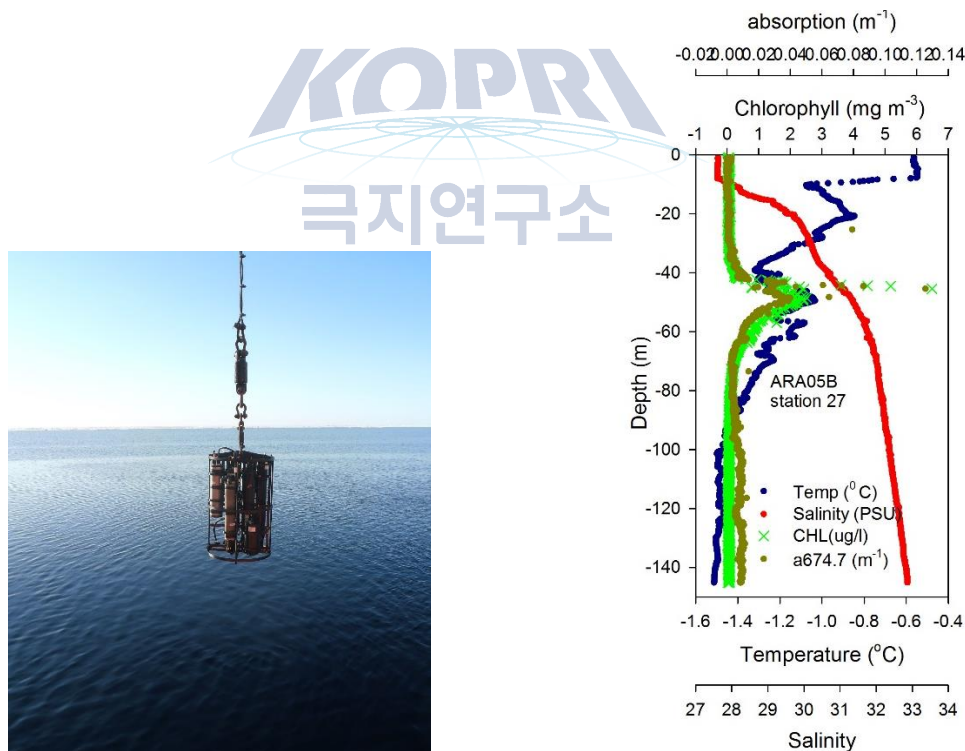 KOPRI
극지연구소
absorption (m⁻¹)
-0.02 0.00 0.02 0.04 0.06 0.08 0.10 0.12 0.14
Chlorophyll (mg m⁻³)
-1 0 1 2 3 4 5 6 7
0
-20
-40
-60
-80
-100
-120
-140
Depth (m)
ARA05B
station 27
Temp (⁰C)
Salinity (PSU)
CHL(ug/l)
a674.7 (m⁻¹)
-1.6 -1.4 -1.2 -1.0 -0.8 -0.6 -0.4
Temperature (⁰C)
27 28 29 30 31 32 33 34
Salinity